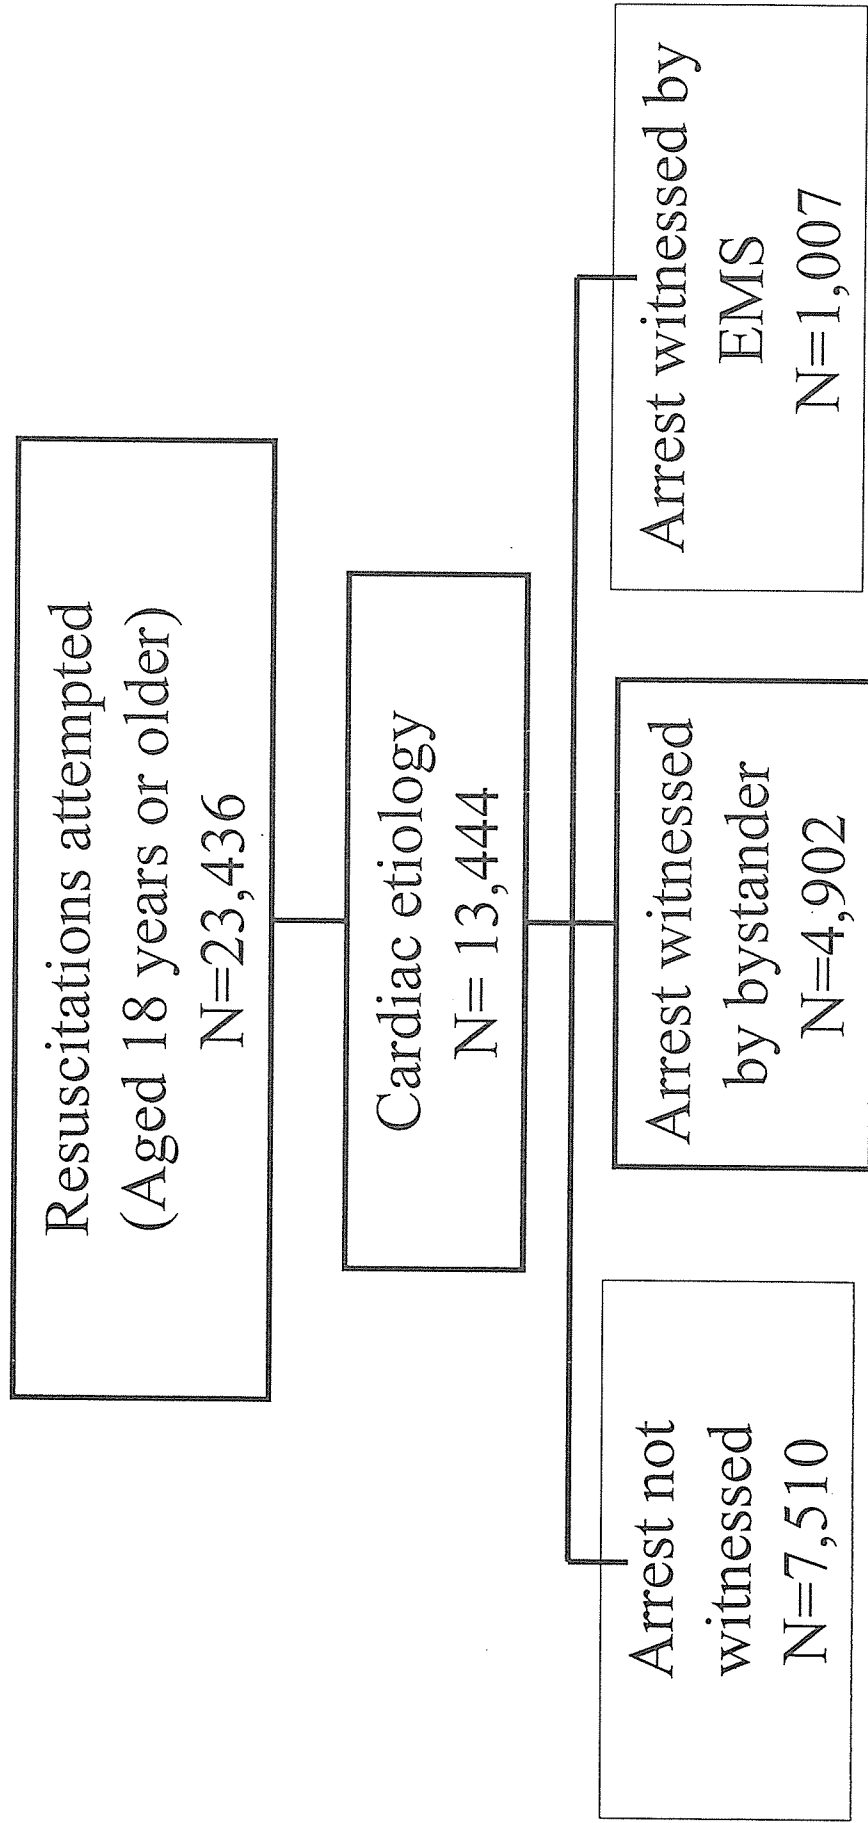 Resuscitations attempted
(Aged 18 years or older)
N=23,436
Cardiac etiology
N= 13,444
Arrest not
witnessed
N=7,510
Arrest witnessed
by bystander
N=4,902
Arrest witnessed by
EMS
N=1,007